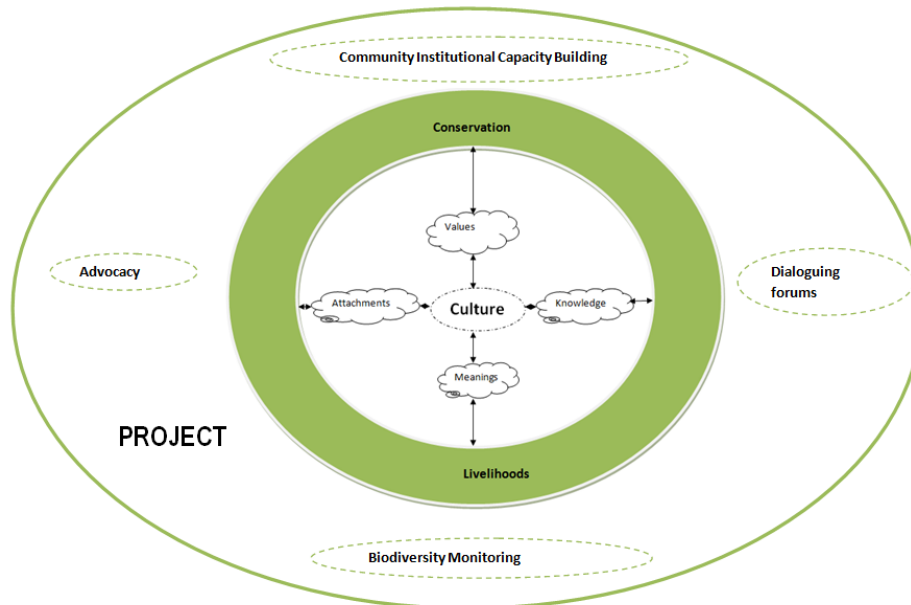 Community Institutional Capacity Building
Conservation
Values
Advocacy
Dialoguing
forums
Attachments
Culture
Knowledge
Meanings
PROJECT
Livelihoods
Biodiversity Monitoring